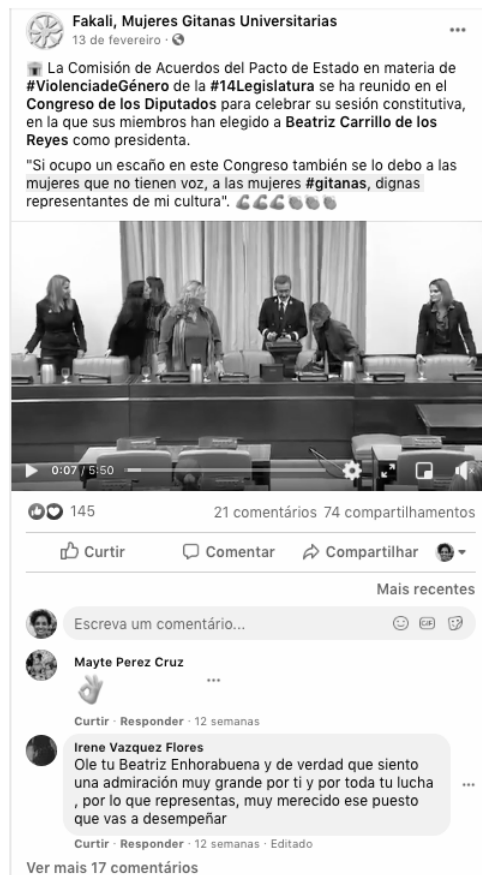 Fakali, Mujeres Gitanas Universitarias
13 de fevereiro ·
La Comisión de Acuerdos del Pacto de Estado en materia de
#ViolenciadeGénero de la #14Legislatura se ha reunido en el
Congreso de los Diputados para celebrar su sesión constitutiva,
en la que sus miembros han elegido a Beatriz Carrillo de los
Reyes como presidenta.
"Si ocupo un escaño en este Congreso también se lo debo a las
mujeres que no tienen voz, a las mujeres #gitanas, dignas
representantes de mi cultura". 💪💪💪👏👏👏
0:07 / 5:50
145 21 comentários 74 compartilhamentos
Curtir Comentar Compartilhar
Mais recentes
Escreva um comentário... GIF
Mayte Perez Cruz
👌
Curtir · Responder · 12 semanas
Irene Vazquez Flores
Ole tu Beatriz Enhorabuena y de verdad que siento
una admiración muy grande por ti y por toda tu lucha
, por lo que representas, muy merecido ese puesto
que vas a desempeñar
Curtir · Responder · 12 semanas · Editado
Ver mais 17 comentários